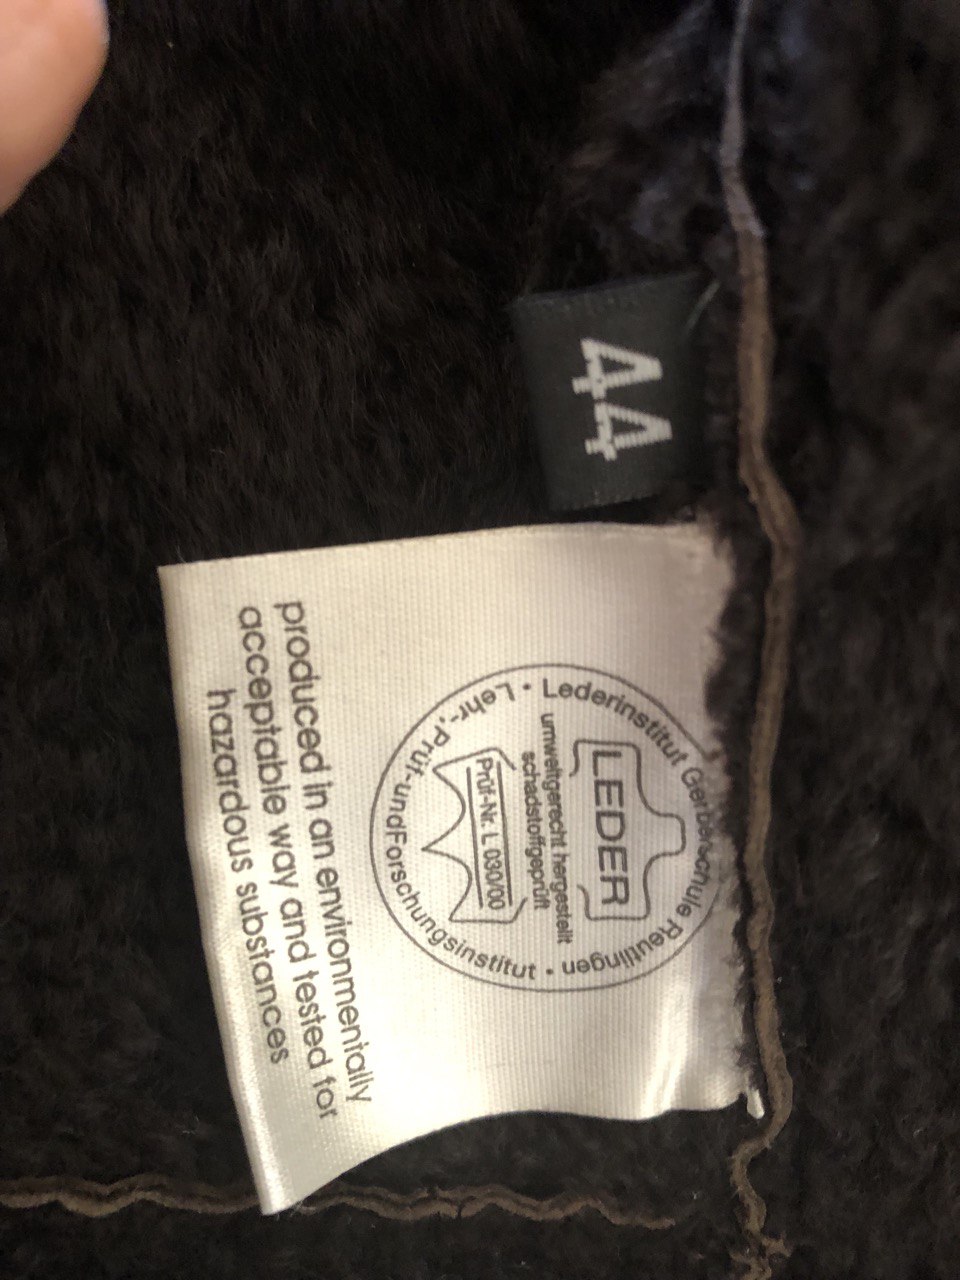 44
Lederinstitut Gerberschule Reutlingen •
Lehr-, Prüf- und Forschungsinstitut •
LEDER
umweltgerecht hergestellt
schadstoffgeprüft
Prüf-Nr. L 030/00
produced in an environmentally
acceptable way and tested for
hazardous substances